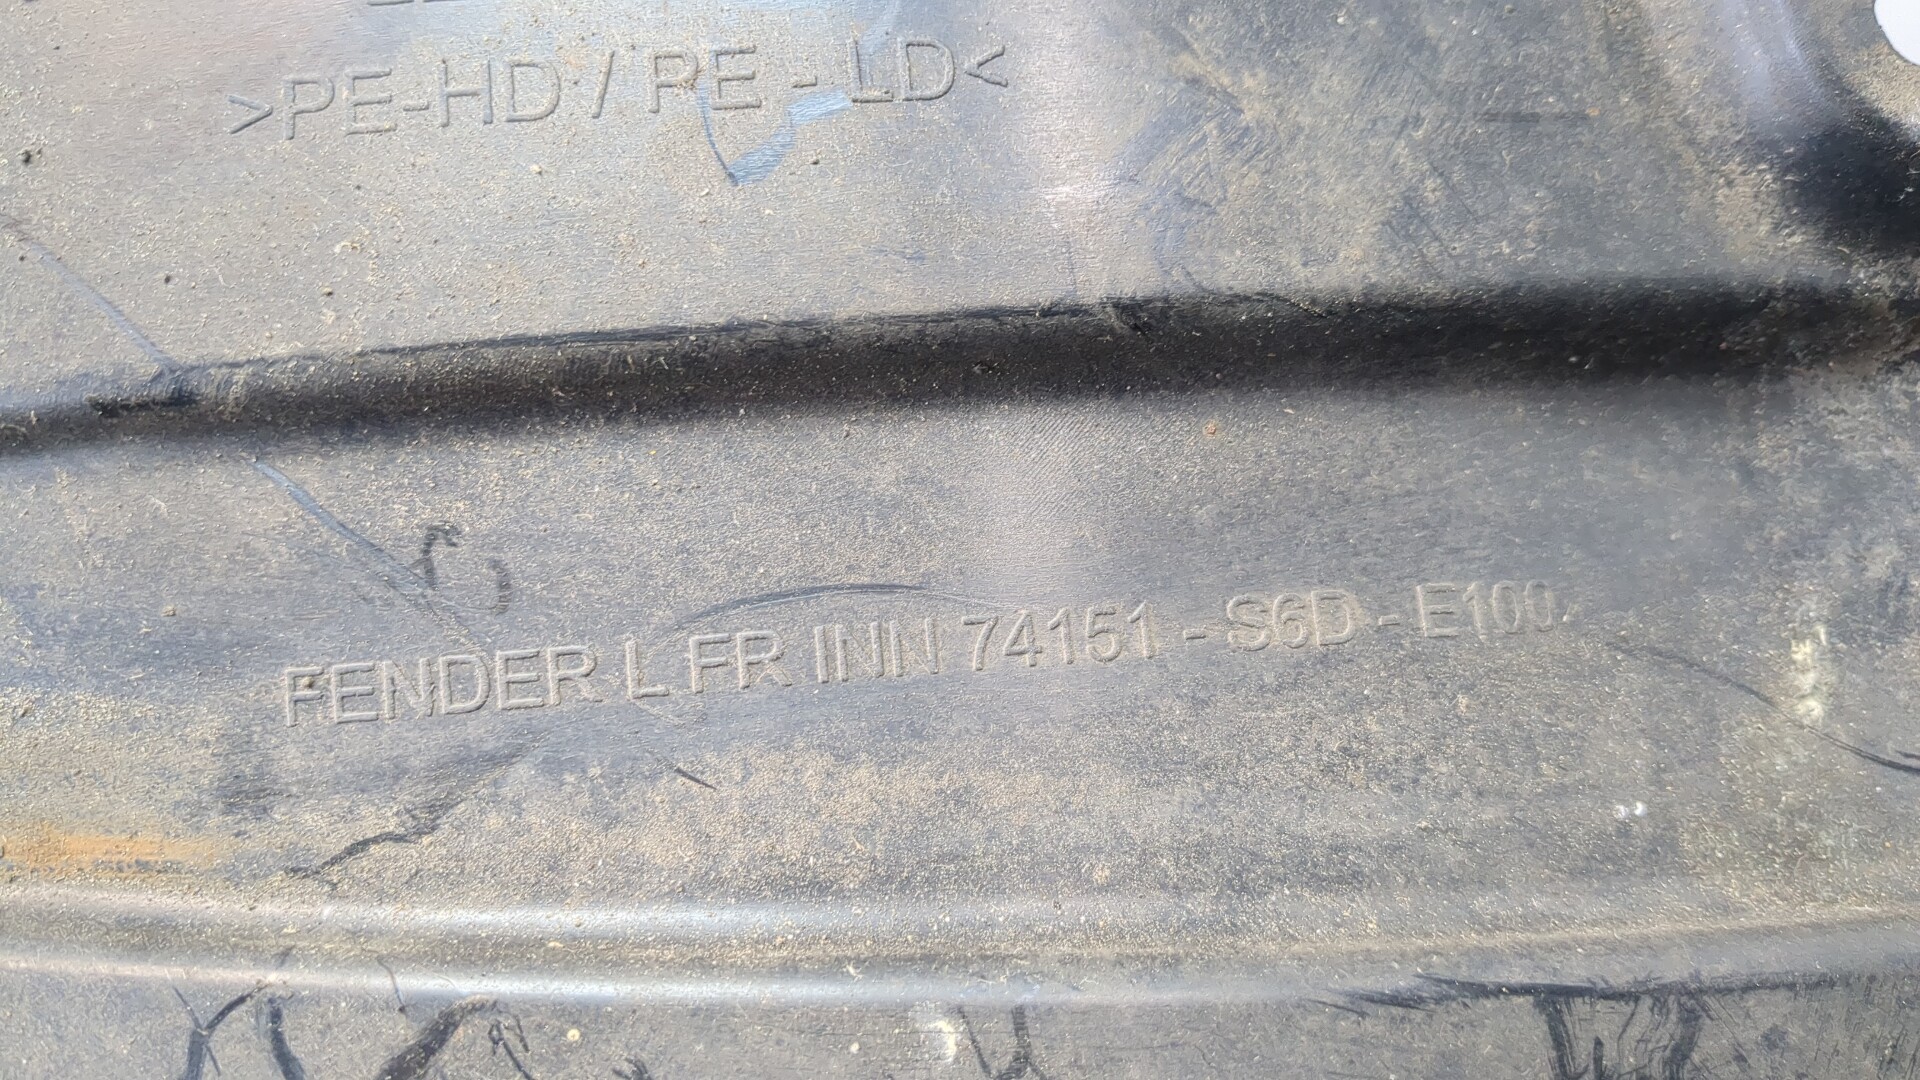 >PE-HD / PE - LD<
FENDER L FR INN 74151 - S6D - E100